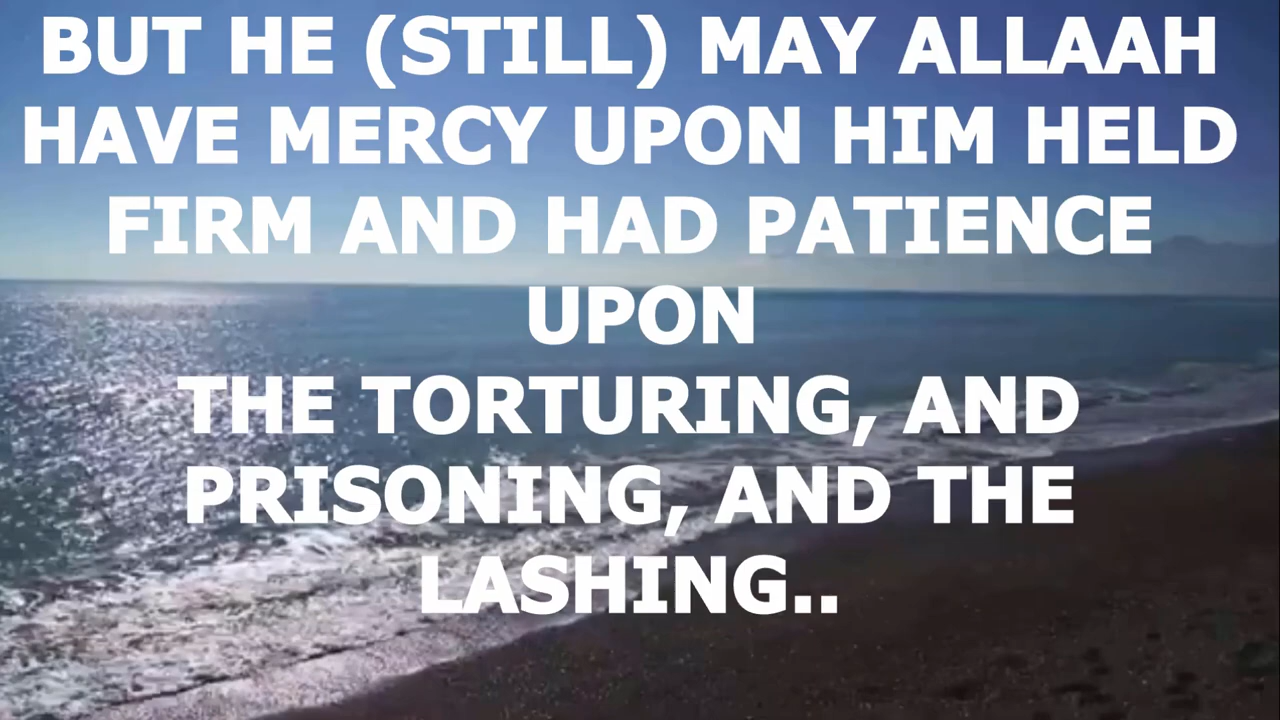 BUT HE (STILL) MAY ALLAAH
HAVE MERCY UPON HIM HELD
FIRM AND HAD PATIENCE
UPON
THE TORTURING, AND
PRISONING, AND THE
LASHING..